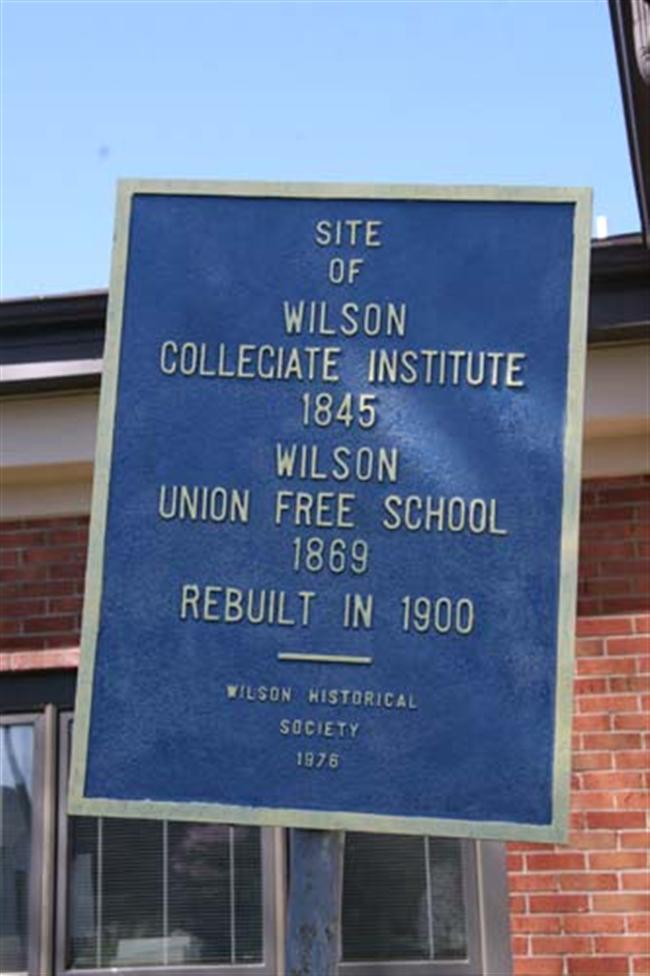 SITE
OF
WILSON
COLLEGIATE INSTITUTE
1845
WILSON
UNION FREE SCHOOL
1869
REBUILT IN 1900
WILSON HISTORICAL
SOCIETY
1976